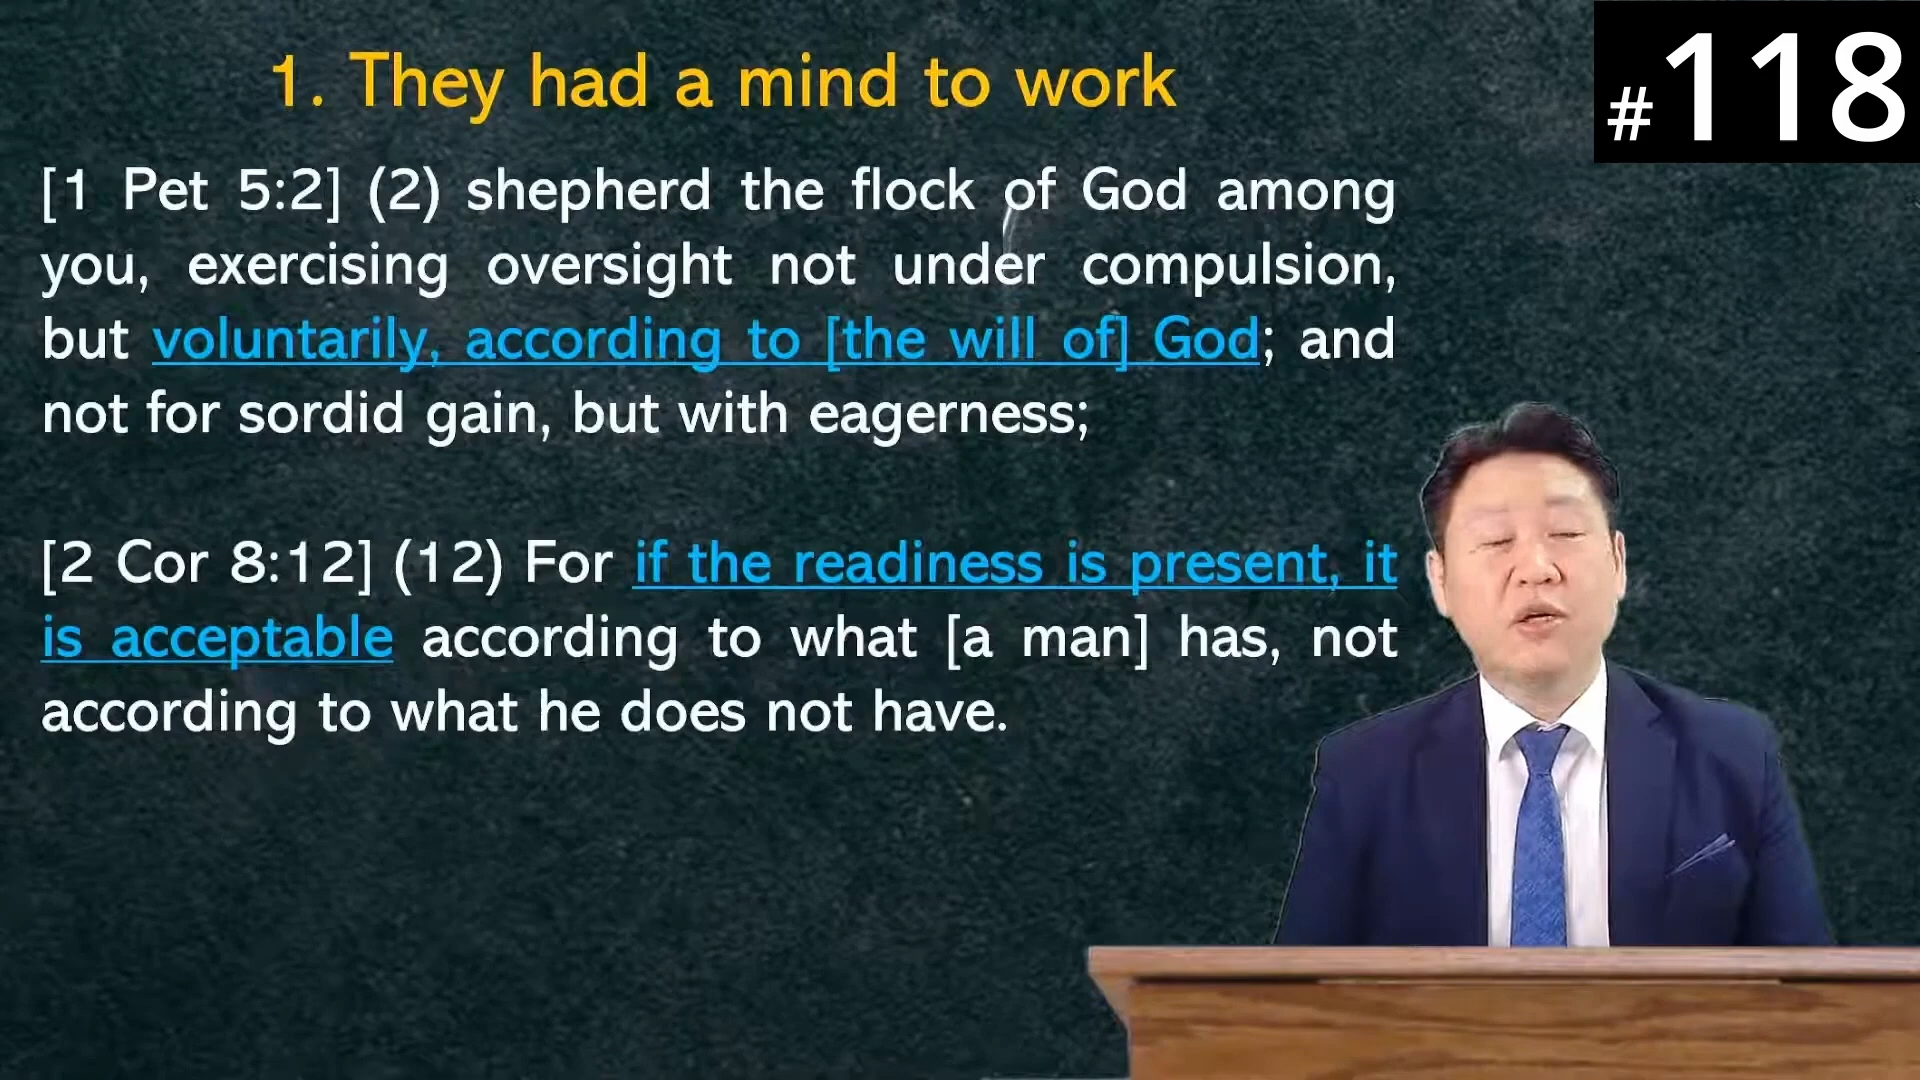 1. They had a mind to work
#118
[1 Pet 5:2] (2) shepherd the flock of God among
you, exercising oversight not under compulsion,
but voluntarily, according to [the will of] God; and
not for sordid gain, but with eagerness;
[2 Cor 8:12] (12) For if the readiness is present, it
is acceptable according to what [a man] has, not
according to what he does not have.